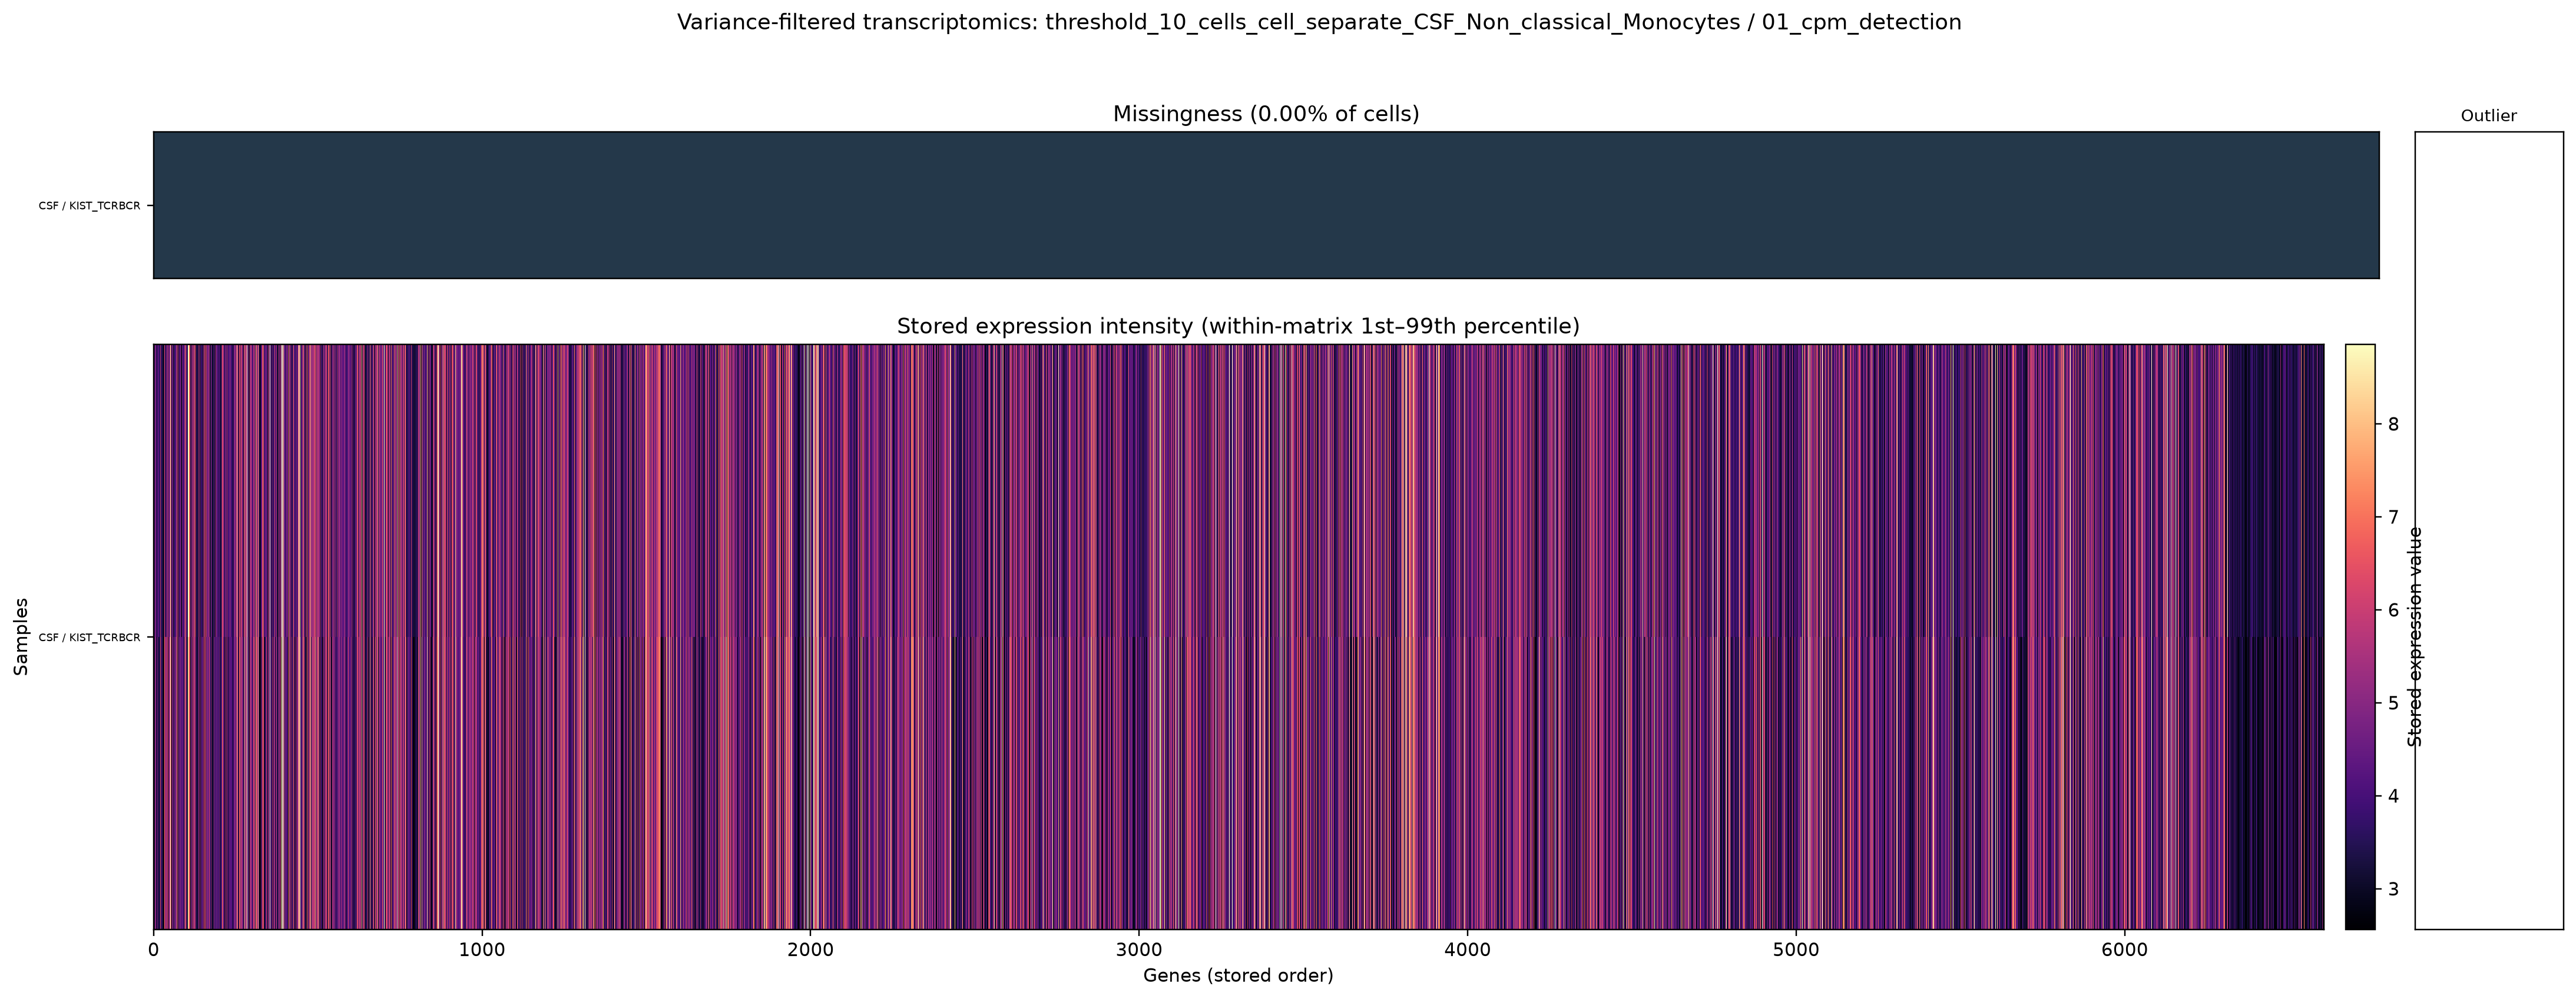 Variance-filtered transcriptomics: threshold_10_cells_cell_separate_CSF_Non_classical_Monocytes / 01_cpm_detection
Missingness (0.00% of cells)
Outlier
CSF / KIST_TCRBCR
Stored expression intensity (within-matrix 1st–99th percentile)
Samples
CSF / KIST_TCRBCR
8
7
6
5
4
3
Stored expression value
0 1000 2000 3000 4000 5000 6000
Genes (stored order)